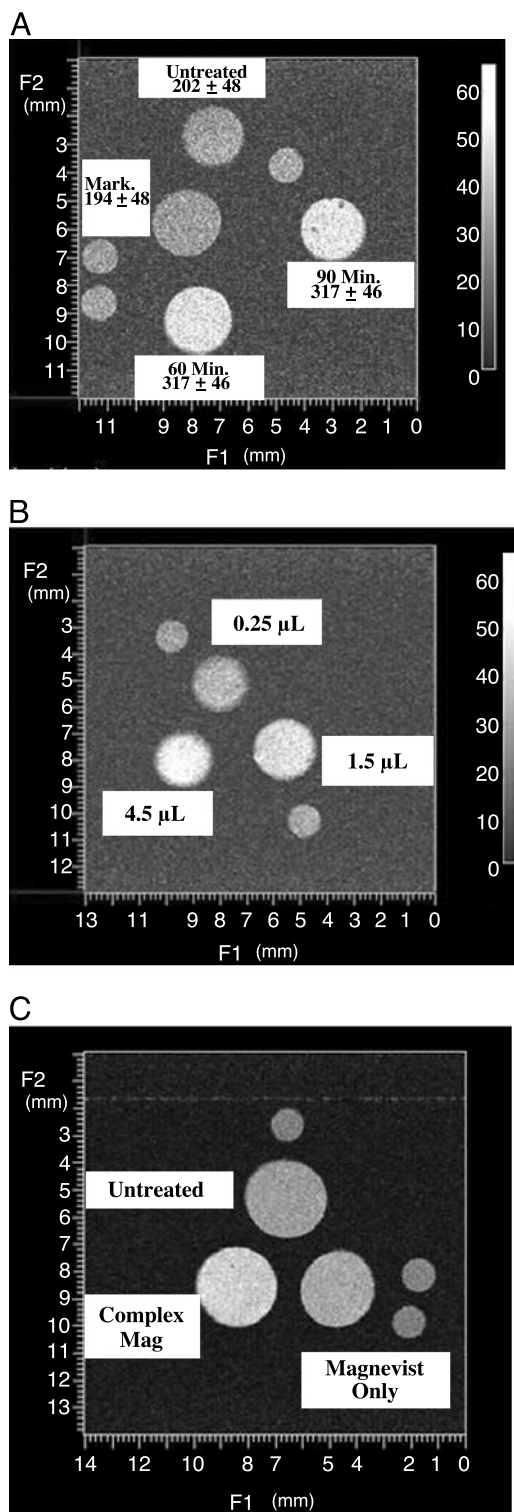 A
F2
(mm)
Untreated
202 ± 48
Mark.
194 ± 48
90 Min.
317 ± 46
60 Min.
317 ± 46
3
4
5
6
7
8
9
10
11
11 9 8 7 6 5 4 3 2 1 0
F1 (mm)
60
50
40
30
20
10
0
B
F2
(mm)
0.25 µL
1.5 µL
4.5 µL
3
4
5
6
7
8
9
10
11
12
13 11 9 8 7 6 5 4 3 2 1 0
F1 (mm)
60
50
40
30
20
10
0
C
F2
(mm)
Untreated
Complex
Mag
Magnevist
Only
3
4
5
6
7
8
9
10
11
12
13
14 12 10 8 7 6 5 4 2 1 0
F1 (mm)